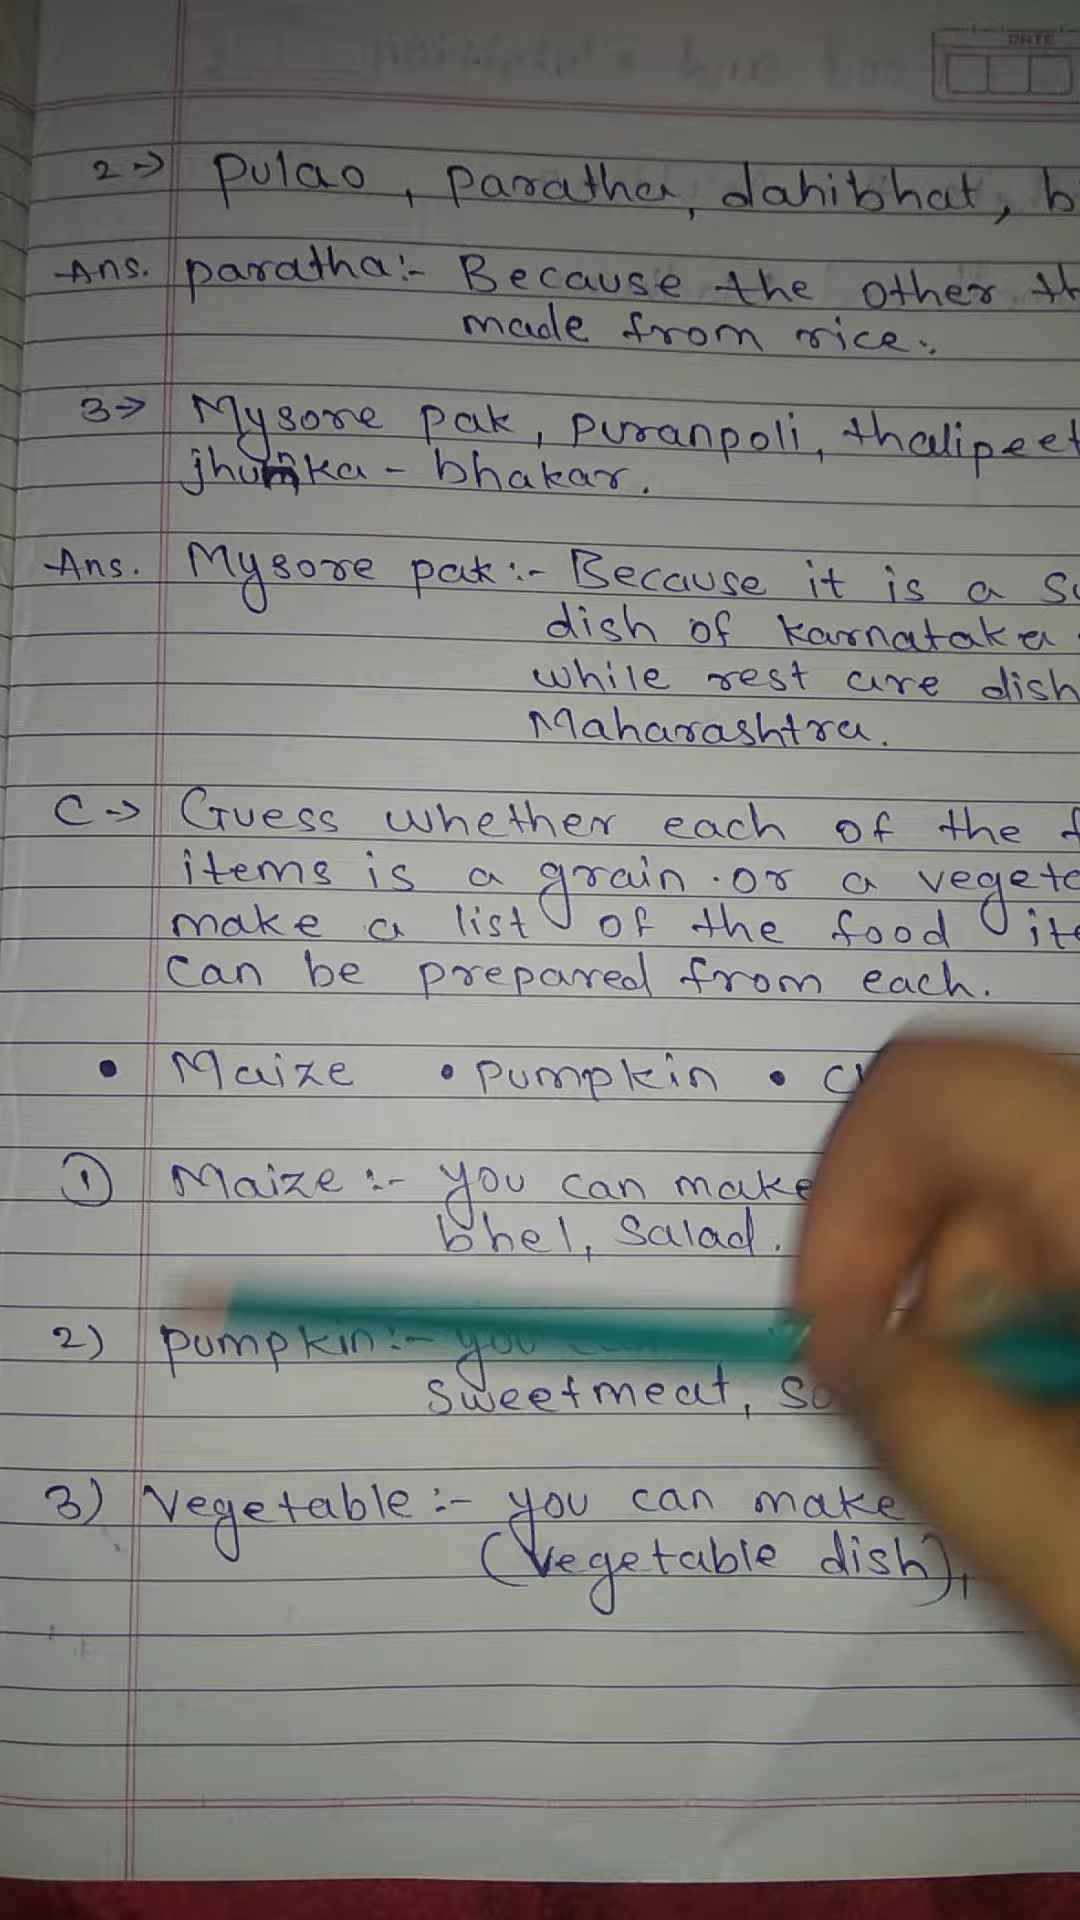 DATE
2→ Pulao, Paratha, dahibhat,
Ans. paratha:- Because the other
made from rice.
3→ Mysore pak, puranpoli,
jhunka - bhakar.
Ans. Mysore pak:- Because it is a
dish of Karnataka
while rest are dish
Maharashtra.
C→ Guess whether each of the
items is a grain or a
make a list of the food
can be prepared from each.
• Maize • Pumpkin •
① Maize :- you can make
bhel, Salad.
2) Pumpkin:- you
sweetmeat,
3) Vegetable :- you can make
(vegetable dish),